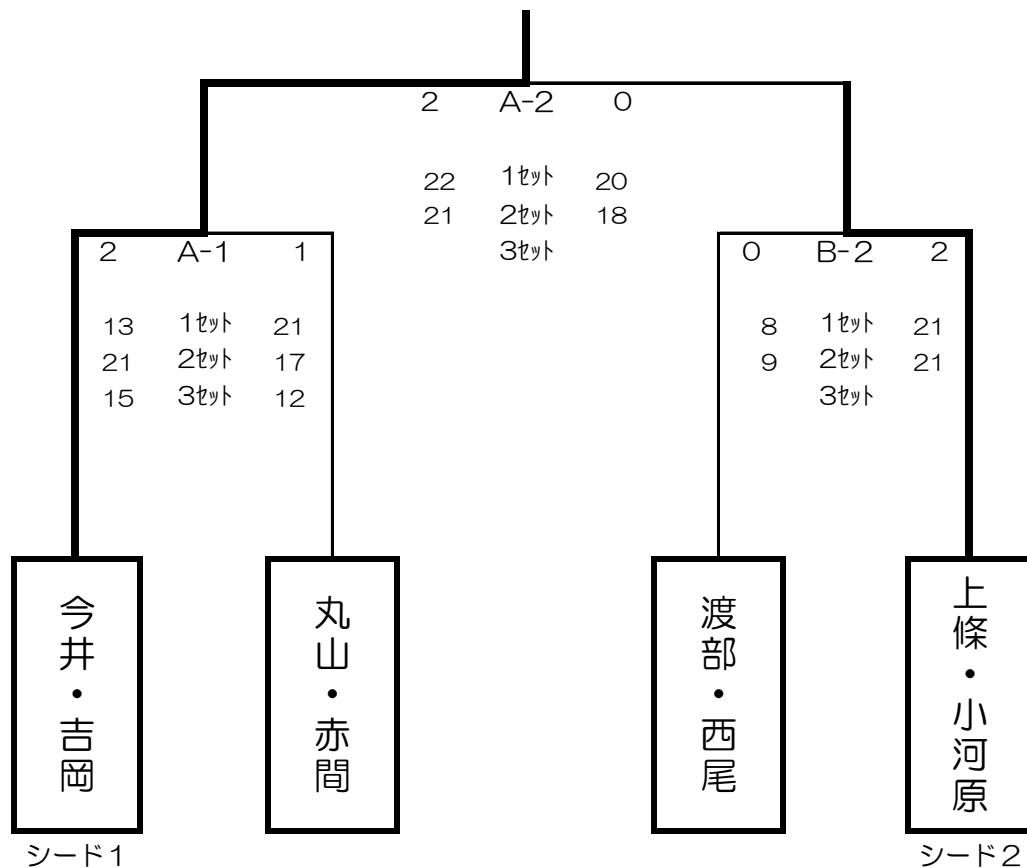 2 A-2 0
22 1ｾｯﾄ 20
21 2ｾｯﾄ 18
3ｾｯﾄ
2 A-1 1
13 1ｾｯﾄ 21
21 2ｾｯﾄ 17
15 3ｾｯﾄ 12
0 B-2 2
8 1ｾｯﾄ 21
9 2ｾｯﾄ 21
3ｾｯﾄ
今井・吉岡
丸山・赤間
渡部・西尾
上條・小河原
シード１
シード２